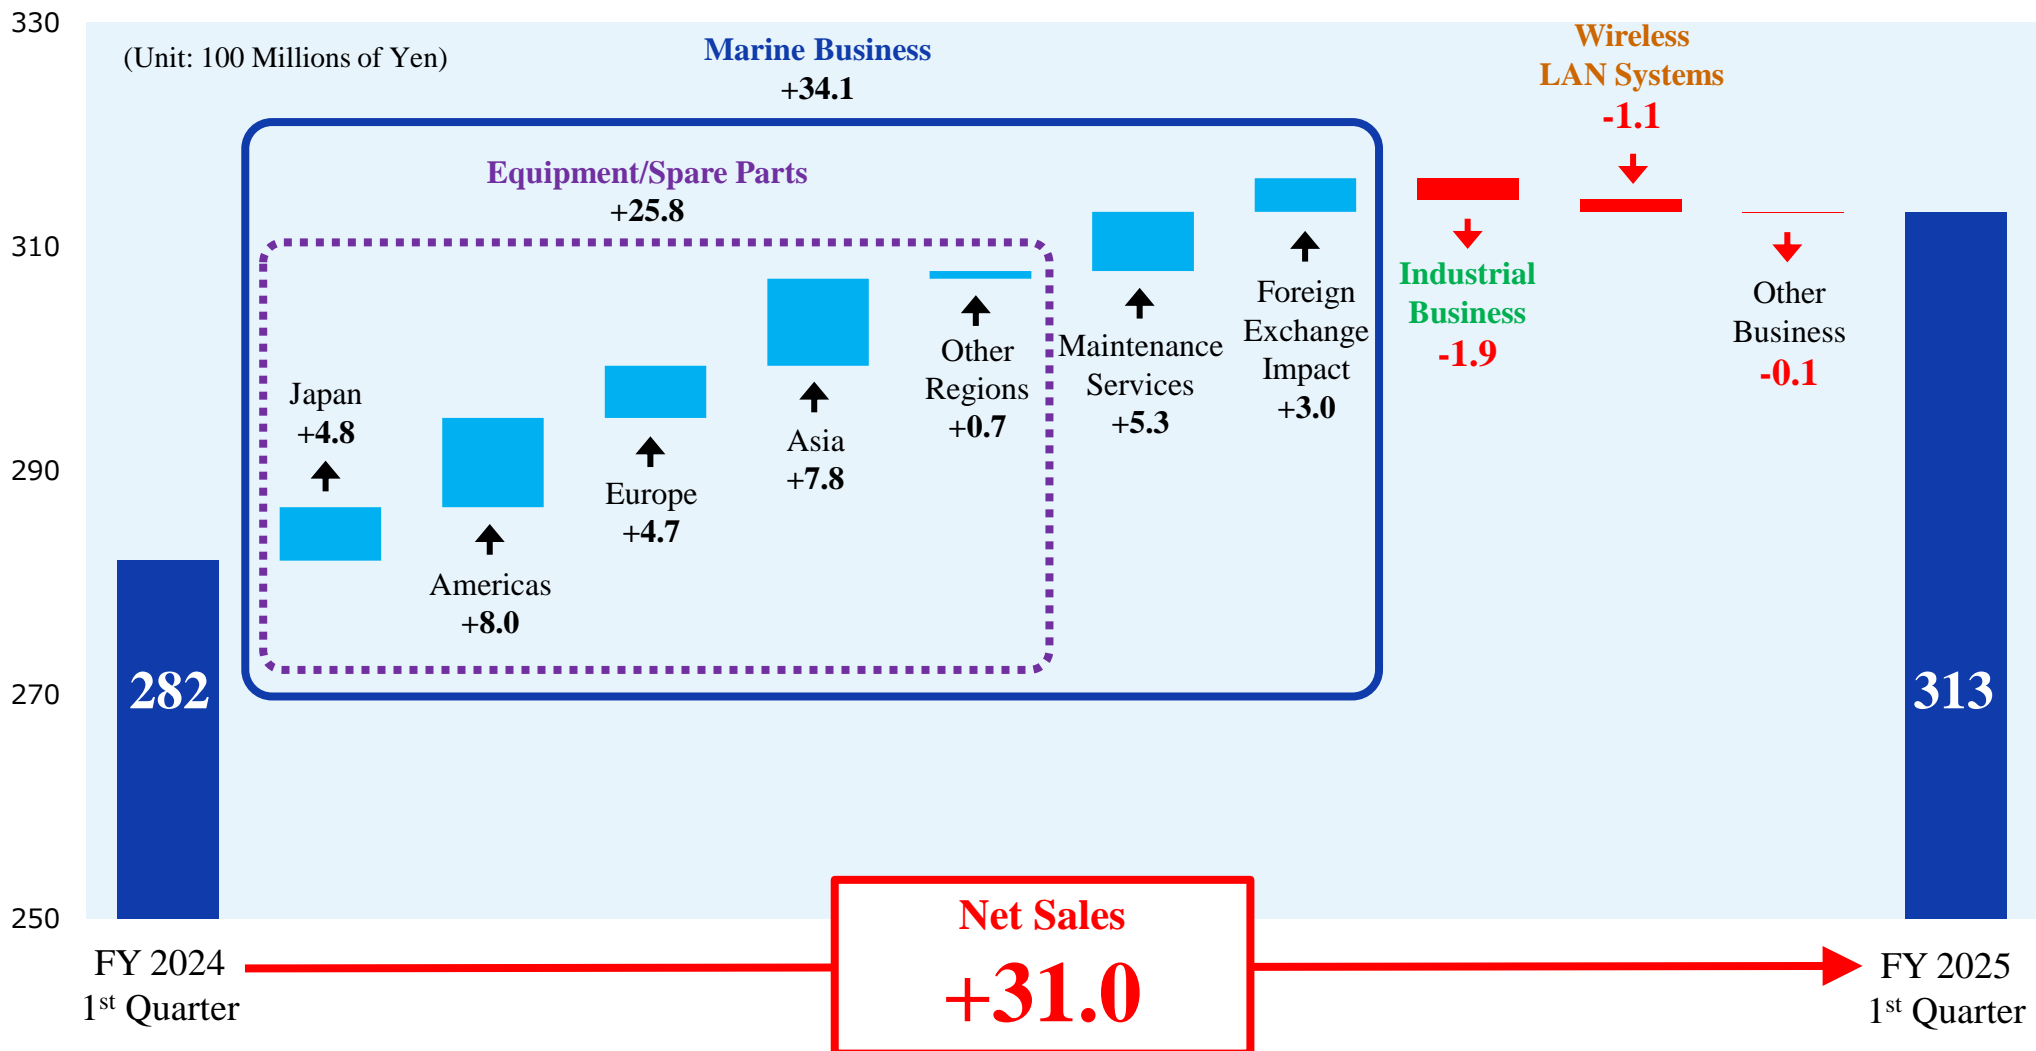 330
310
290
270
250
(Unit: 100 Millions of Yen)
Marine Business
+34.1
Equipment/Spare Parts
+25.8
Japan
+4.8
Americas
+8.0
Europe
+4.7
Asia
+7.8
Other
Regions
+0.7
Maintenance
Services
+5.3
Foreign
Exchange
Impact
+3.0
Industrial
Business
-1.9
Wireless
LAN Systems
-1.1
Other
Business
-0.1
282
313
FY 2024
1st Quarter
Net Sales
+31.0
FY 2025
1st Quarter